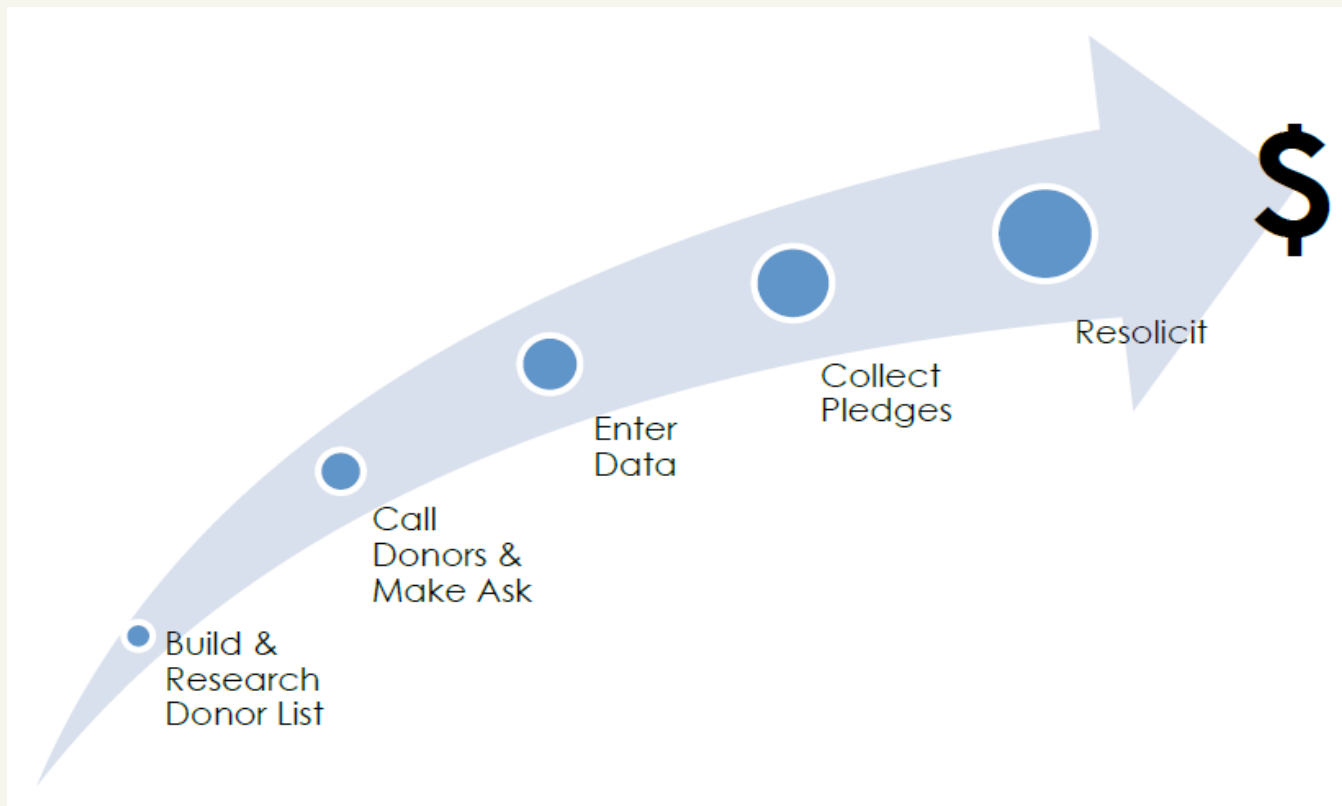 Build &
Research
Donor List
Call
Donors &
Make Ask
Enter
Data
Collect
Pledges
Resolicit
$